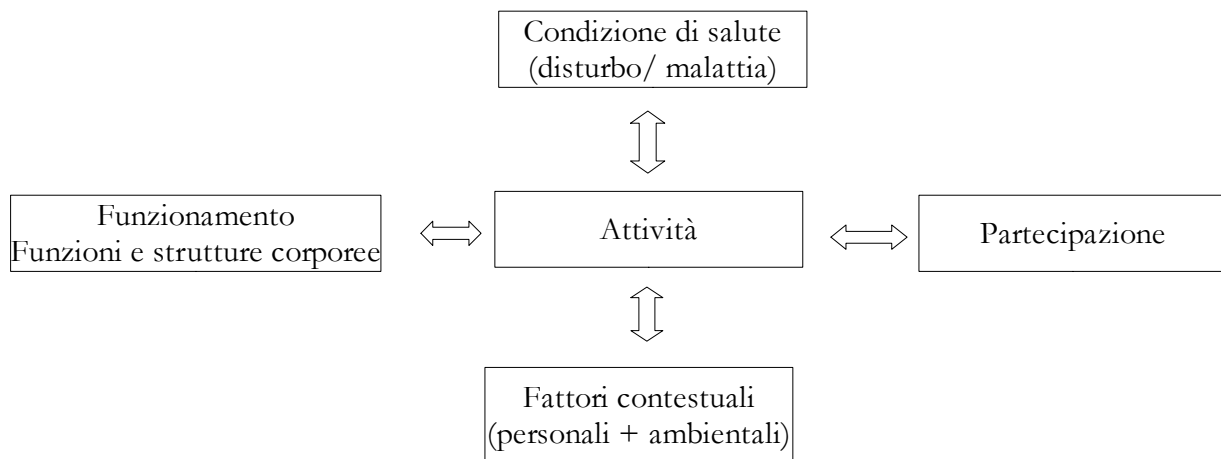 Condizione di salute
(disturbo/ malattia)
Funzionamento
Funzioni e strutture corporee
Attività
Partecipazione
Fattori contestuali
(personali + ambientali)